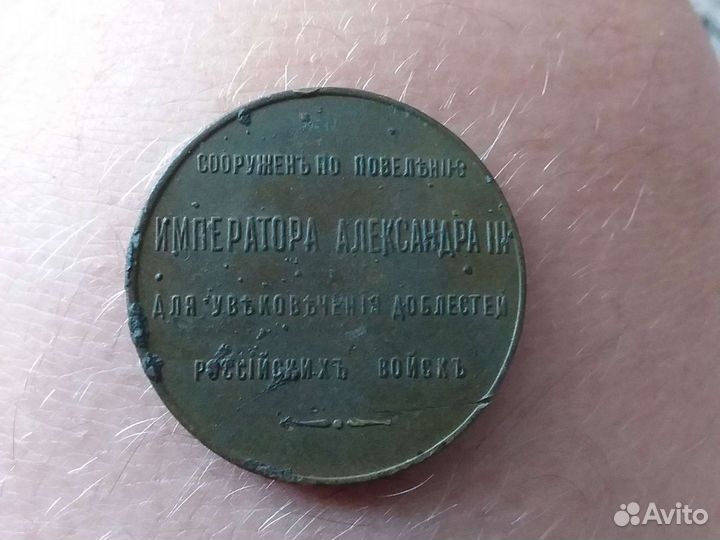 СООРУЖЕНЪ ПО ПОВЕЛѢНІЮ
ИМПЕРАТОРА АЛЕКСАНДРА III
ДЛЯ УВѢКОВѢЧЕНІЯ ДОБЛЕСТЕЙ
РОССІЙСКИХЪ ВОЙСКЪ
Avito